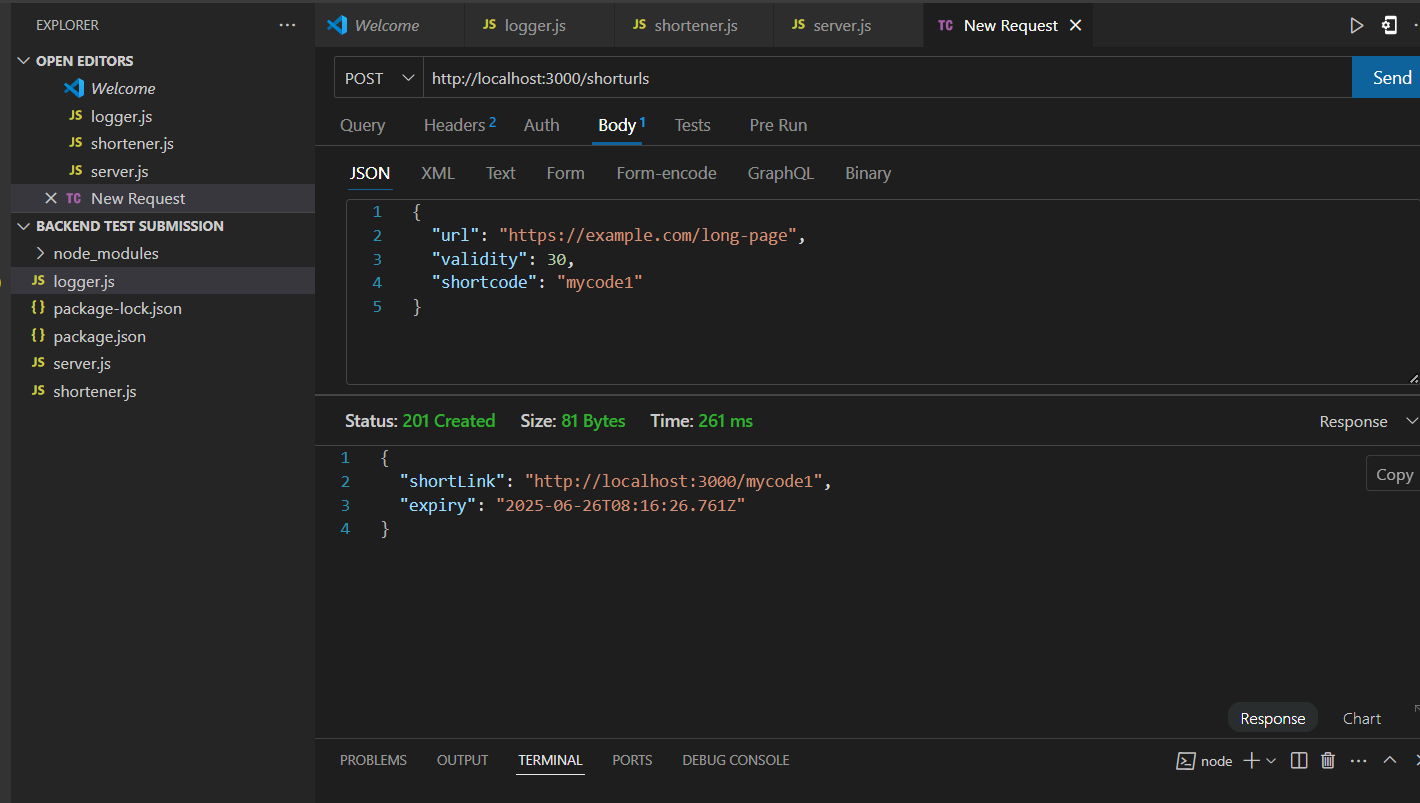 EXPLORER
OPEN EDITORS
Welcome
JS logger.js
JS shortener.js
JS server.js
TC New Request
BACKEND TEST SUBMISSION
node_modules
JS logger.js
{} package-lock.json
{} package.json
JS server.js
JS shortener.js
Welcome JS logger.js JS shortener.js JS server.js TC New Request
POST http://localhost:3000/shorturls Send
Query Headers 2 Auth Body 1 Tests Pre Run
JSON XML Text Form Form-encode GraphQL Binary
1 {
2 "url": "https://example.com/long-page",
3 "validity": 30,
4 "shortcode": "mycode1"
5 }
Status: 201 Created Size: 81 Bytes Time: 261 ms Response
1 {
2 "shortLink": "http://localhost:3000/mycode1",
3 "expiry": "2025-06-26T08:16:26.761Z"
4 }
Copy
Response Chart
PROBLEMS OUTPUT TERMINAL PORTS DEBUG CONSOLE node